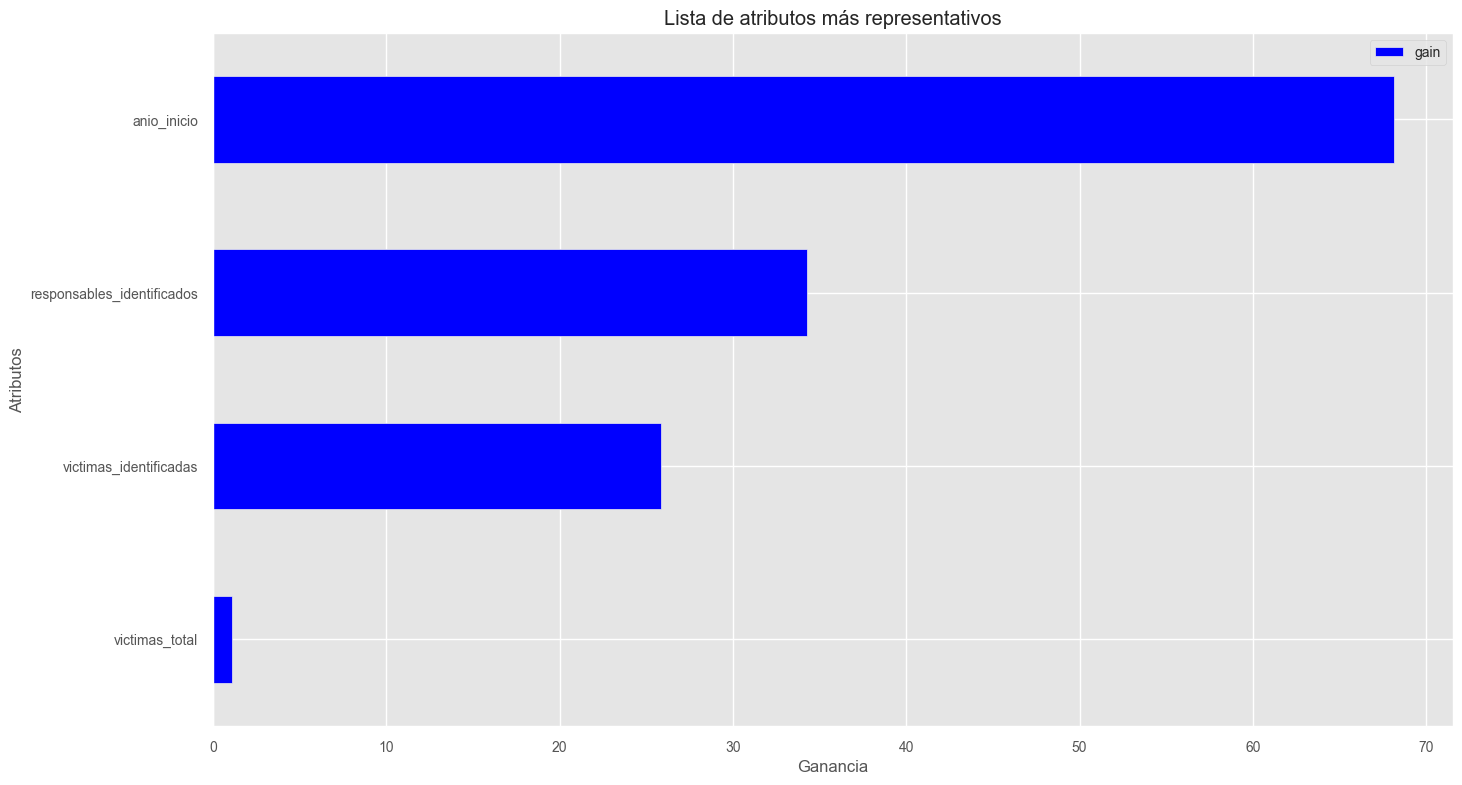 Lista de atributos más representativos
gain
anio_inicio
responsables_identificados
victimas_identificadas
victimas_total
Atributos
0 10 20 30 40 50 60 70
Ganancia